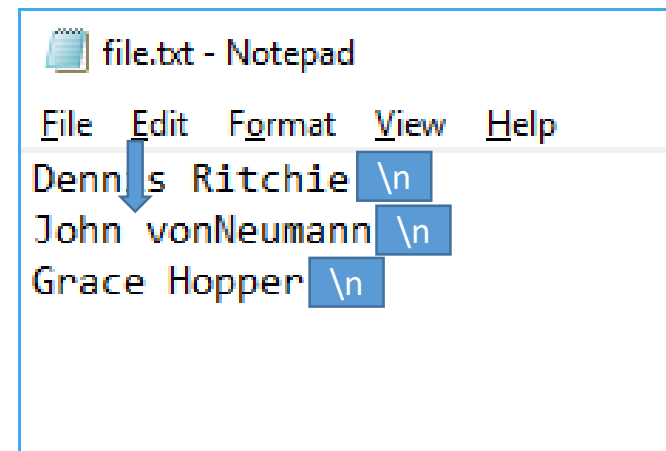 file.txt - Notepad
File Edit Format View Help
Dennis Ritchie \n
John vonNeumann \n
Grace Hopper \n